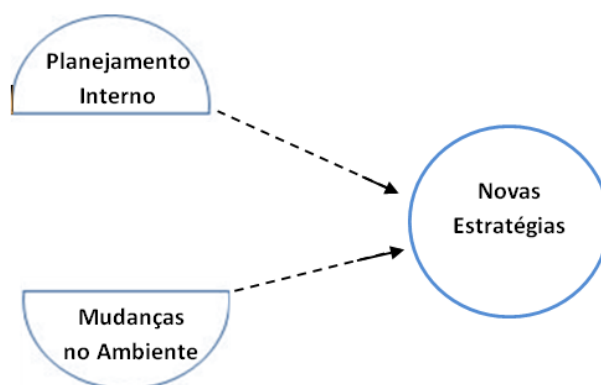 Planejamento
Interno
Novas
Estratégias
Mudanças
no Ambiente